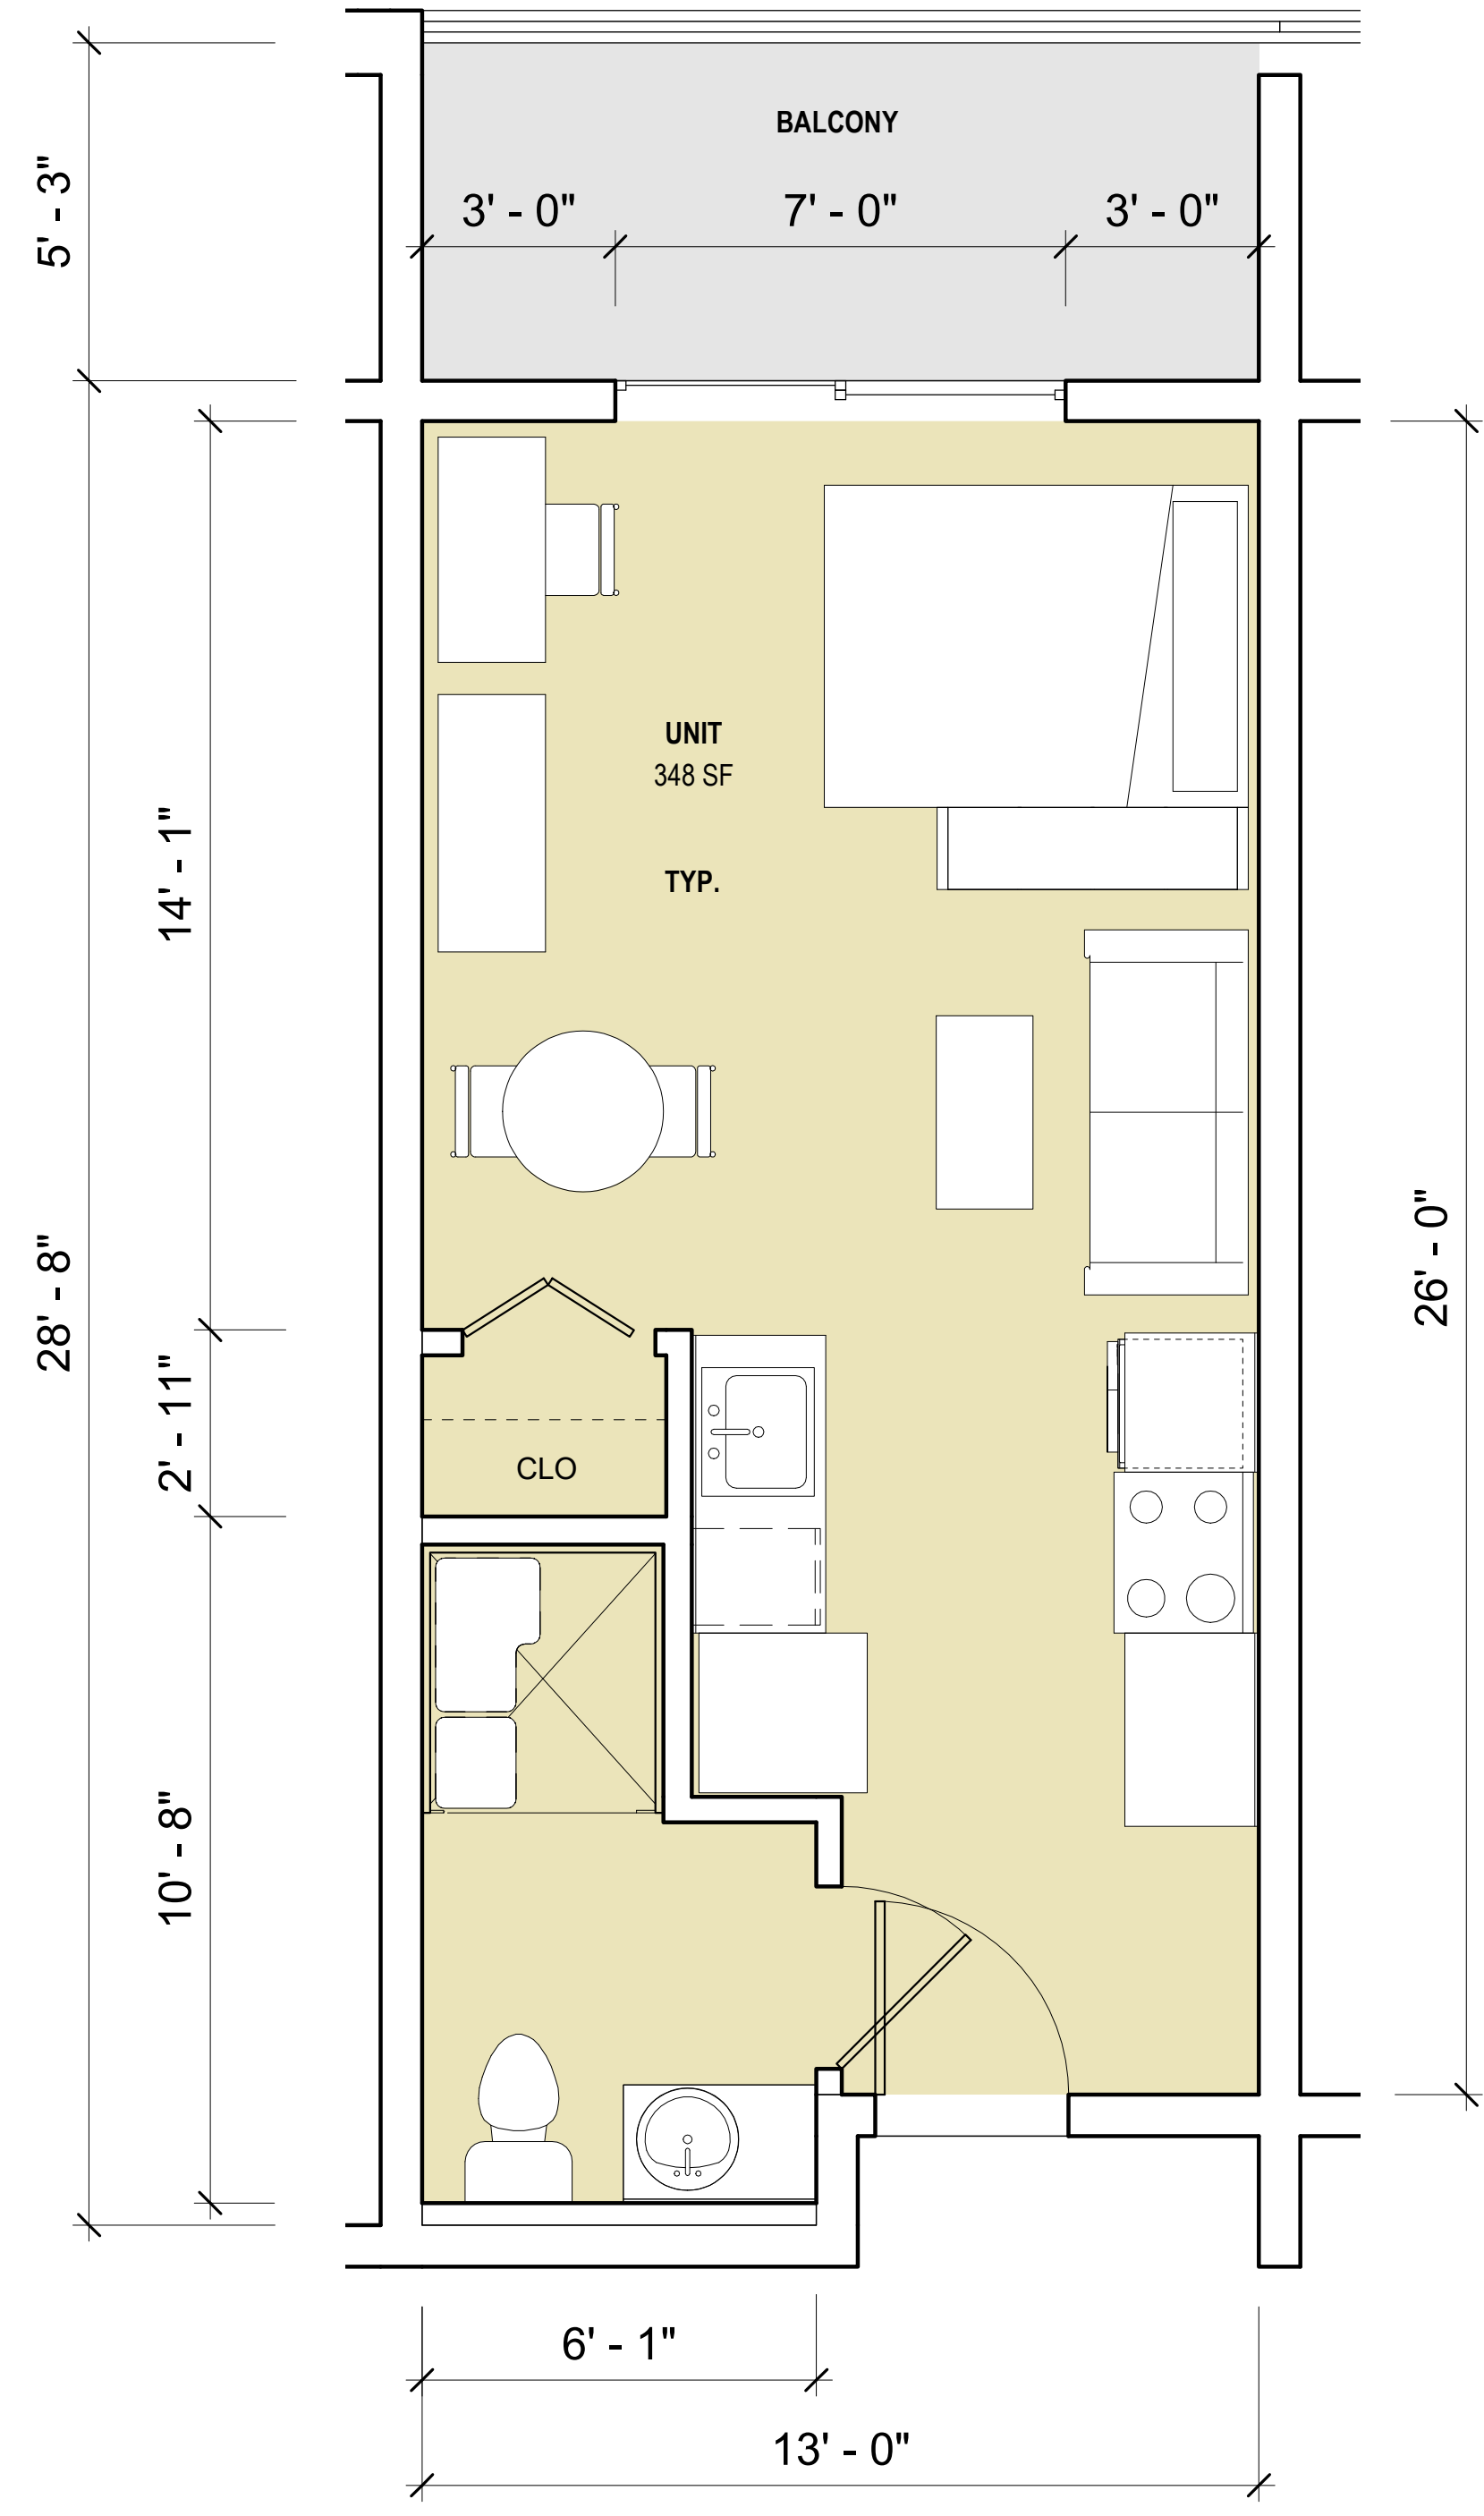 BALCONY
5' - 3"
3' - 0"
7' - 0"
3' - 0"
UNIT
348 SF
TYP.
14' - 1"
28' - 8"
26' - 0"
2' - 11"
CLO
10' - 8"
6' - 1"
13' - 0"